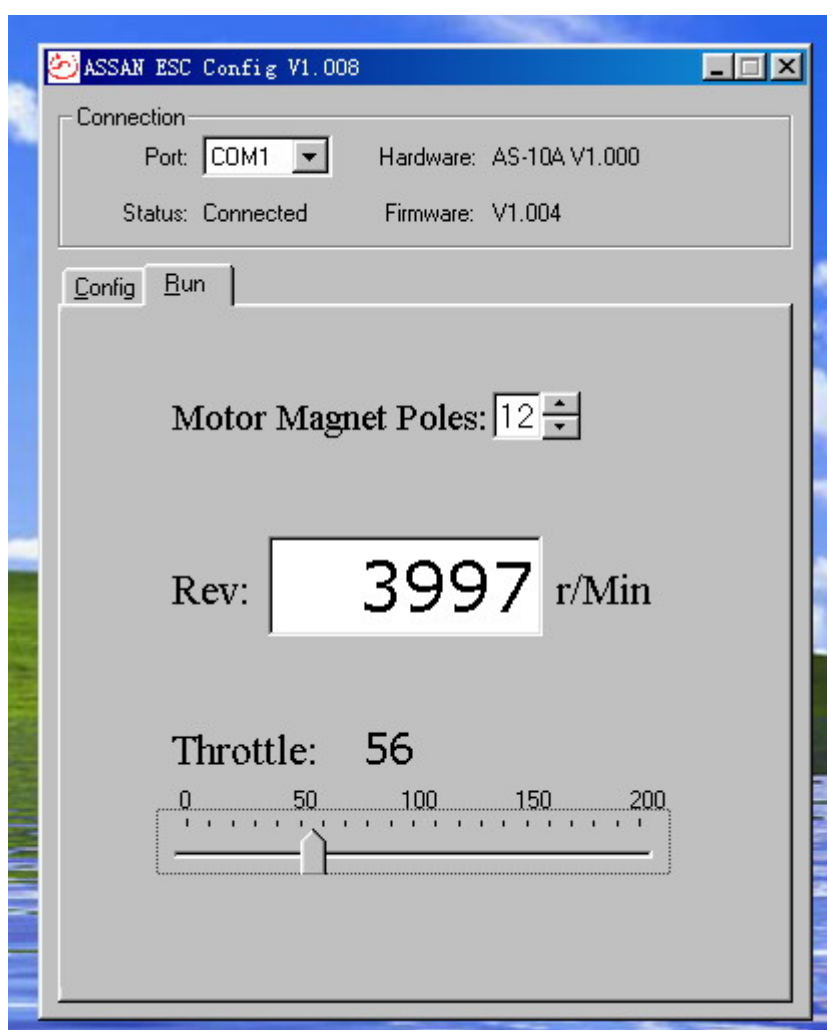 ASSAN ESC Config V1.008
Connection
Port: COM1 Hardware: AS-10A V1.000
Status: Connected Firmware: V1.004
Config Run
Motor Magnet Poles: 12
Rev: 3997 r/Min
Throttle: 56
0 50 100 150 200